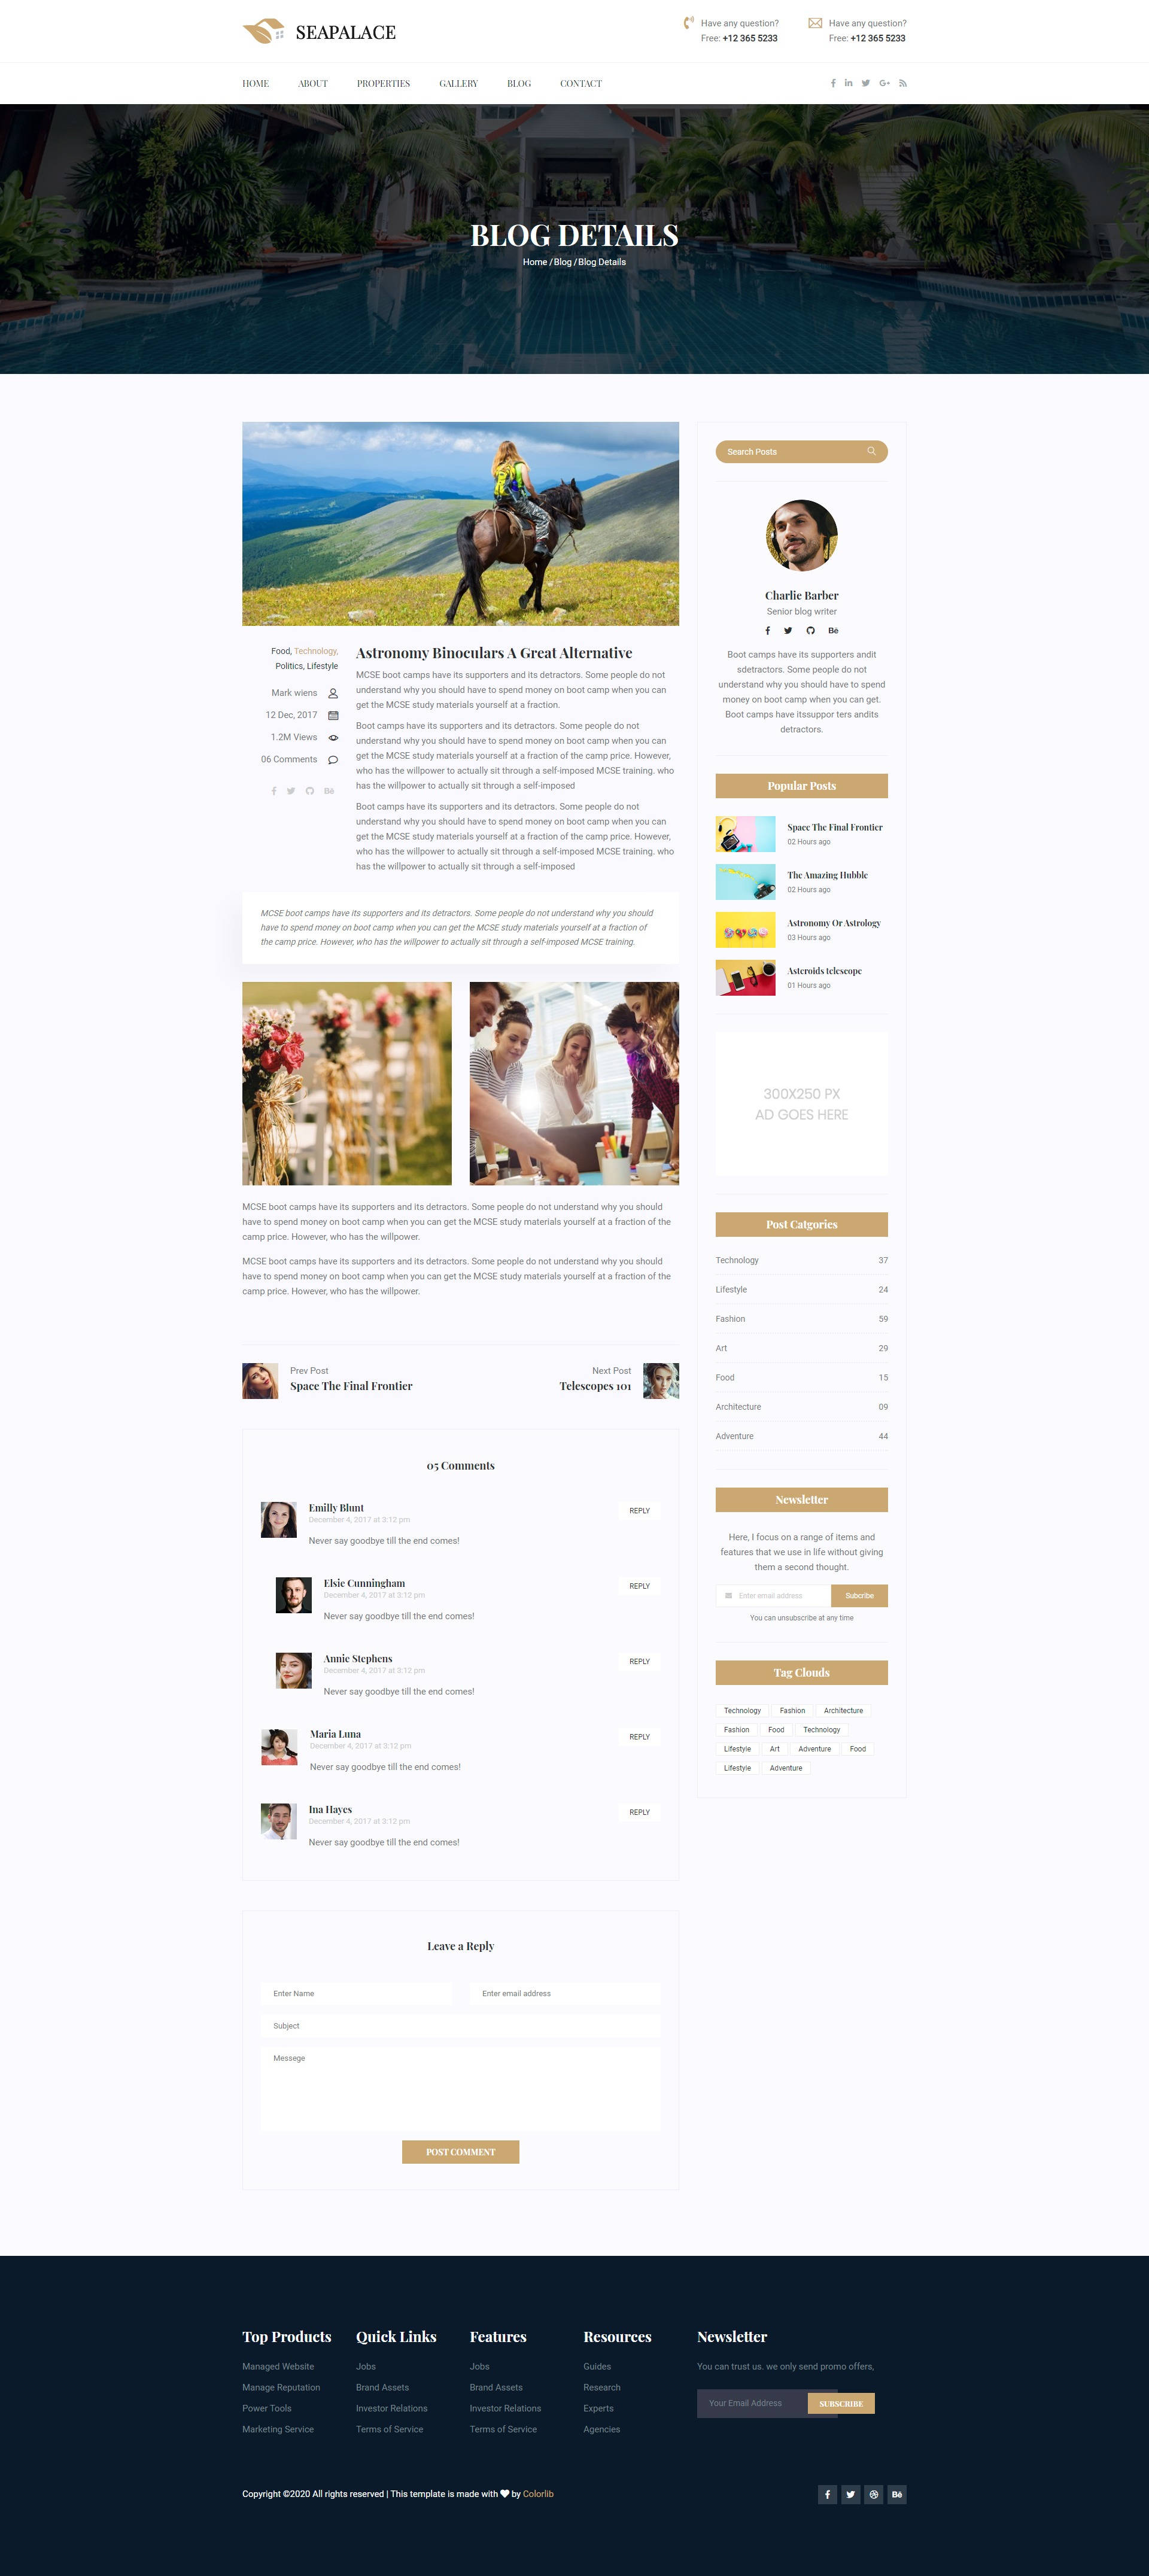 SEAPALACE
Have any question?
Free: +12 365 5233
Have any question?
Free: +12 365 5233
HOME ABOUT PROPERTIES GALLERY BLOG CONTACT
BLOG DETAILS
Home / Blog / Blog Details
Food, Technology,
Politics, Lifestyle
Mark wiens
12 Dec, 2017
1.2M Views
06 Comments
Astronomy Binoculars A Great Alternative
MCSE boot camps have its supporters and its detractors. Some people do not
understand why you should have to spend money on boot camp when you can
get the MCSE study materials yourself at a fraction.
Boot camps have its supporters and its detractors. Some people do not
understand why you should have to spend money on boot camp when you can
get the MCSE study materials yourself at a fraction of the camp price. However,
who has the willpower to actually sit through a self-imposed MCSE training. who
has the willpower to actually sit through a self-imposed
Boot camps have its supporters and its detractors. Some people do not
understand why you should have to spend money on boot camp when you can
get the MCSE study materials yourself at a fraction of the camp price. However,
who has the willpower to actually sit through a self-imposed MCSE training. who
has the willpower to actually sit through a self-imposed
MCSE boot camps have its supporters and its detractors. Some people do not understand why you should
have to spend money on boot camp when you can get the MCSE study materials yourself at a fraction of
the camp price. However, who has the willpower to actually sit through a self-imposed MCSE training.
MCSE boot camps have its supporters and its detractors. Some people do not understand why you should
have to spend money on boot camp when you can get the MCSE study materials yourself at a fraction of the
camp price. However, who has the willpower.
MCSE boot camps have its supporters and its detractors. Some people do not understand why you should
have to spend money on boot camp when you can get the MCSE study materials yourself at a fraction of the
camp price. However, who has the willpower.
Prev Post
Space The Final Frontier
Next Post
Telescopes 101
05 Comments
Emilly Blunt
December 4, 2017 at 3:12 pm
Never say goodbye till the end comes!
REPLY
Elsie Cunningham
December 4, 2017 at 3:12 pm
Never say goodbye till the end comes!
REPLY
Annie Stephens
December 4, 2017 at 3:12 pm
Never say goodbye till the end comes!
REPLY
Maria Luna
December 4, 2017 at 3:12 pm
Never say goodbye till the end comes!
REPLY
Ina Hayes
December 4, 2017 at 3:12 pm
Never say goodbye till the end comes!
REPLY
Leave a Reply
Enter Name
Enter email address
Subject
Messege
POST COMMENT
Search Posts
Charlie Barber
Senior blog writer
Boot camps have its supporters andit
sdetractors. Some people do not
understand why you should have to spend
money on boot camp when you can get.
Boot camps have itssuppor ters andits
detractors.
Popular Posts
Space The Final Frontier
02 Hours ago
The Amazing Hubble
02 Hours ago
Astronomy Or Astrology
03 Hours ago
Asteroids telescope
01 Hours ago
300X250 PX
AD GOES HERE
Post Catgories
Technology 37
Lifestyle 24
Fashion 59
Art 29
Food 15
Architecture 09
Adventure 44
Newsletter
Here, I focus on a range of items and
features that we use in life without giving
them a second thought.
Enter email address
Subcribe
You can unsubscribe at any time
Tag Clouds
Technology Fashion Architecture
Fashion Food Technology
Lifestyle Art Adventure Food
Lifestyle Adventure
Top Products
Managed Website
Manage Reputation
Power Tools
Marketing Service
Quick Links
Jobs
Brand Assets
Investor Relations
Terms of Service
Features
Jobs
Brand Assets
Investor Relations
Terms of Service
Resources
Guides
Research
Experts
Agencies
Newsletter
You can trust us. we only send promo offers,
Your Email Address
SUBSCRIBE
Copyright ©2020 All rights reserved | This template is made with by Colorlib